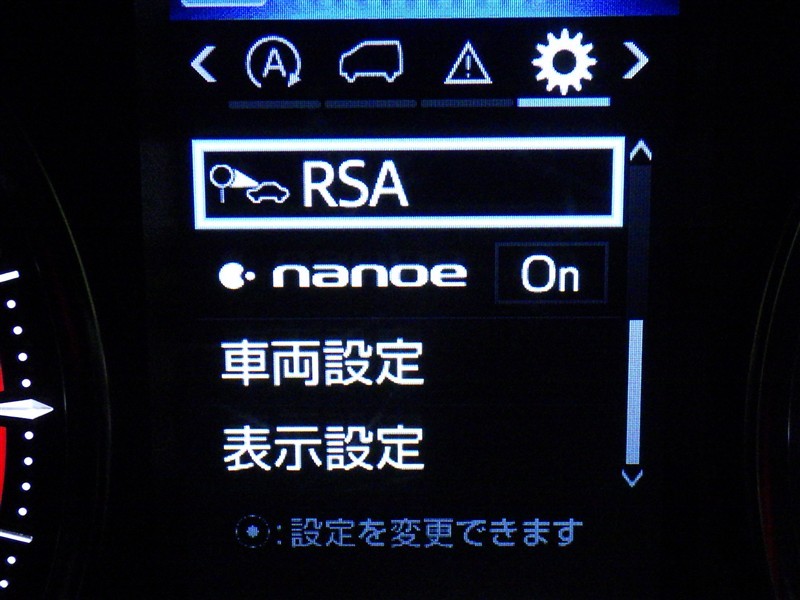 A
RSA
nanoe On
車両設定
表示設定
:設定を変更できます